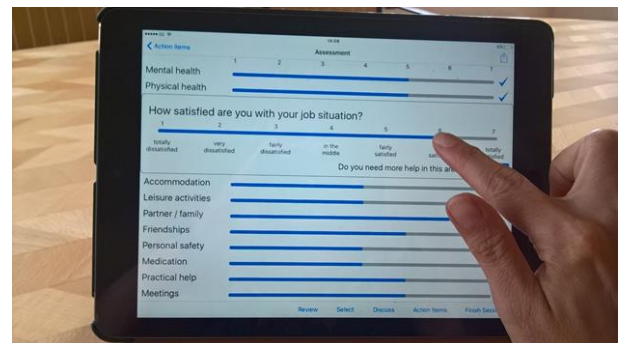 Action Items
Assessment
1 2 3 4 5 6 7
Mental health
Physical health
How satisfied are you with your job situation?
1 2 3 4 5 6 7
totally dissatisfied
very dissatisfied
fairly dissatisfied
in the middle
fairly satisfied
totally
Do you need more help in this
Accommodation
Leisure activities
Partner / family
Friendships
Personal safety
Medication
Practical help
Meetings
Review Select Discuss Action Items Finish